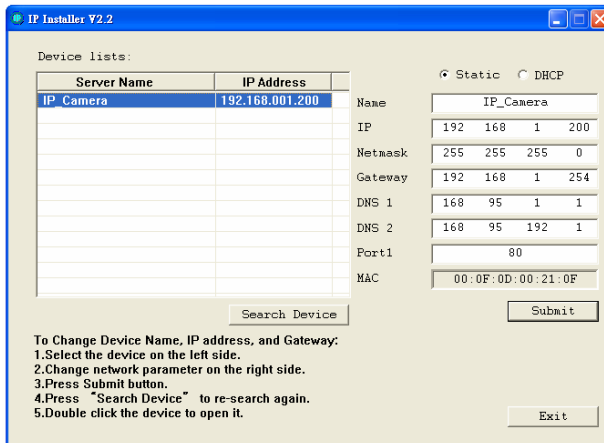 IP Installer V2.2
Device lists:
Server Name IP Address
IP_Camera 192.168.001.200
Static DHCP
Name IP_Camera
IP 192 168 1 200
Netmask 255 255 255 0
Gateway 192 168 1 254
DNS 1 168 95 1 1
DNS 2 168 95 192 1
Port1 80
MAC 00:0F:0D:00:21:0F
Search Device
Submit
To Change Device Name, IP address, and Gateway:
1.Select the device on the left side.
2.Change network parameter on the right side.
3.Press Submit button.
4.Press “Search Device” to re-search again.
5.Double click the device to open it.
Exit